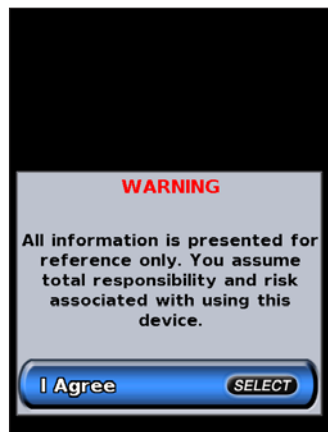 WARNING
All information is presented for
reference only. You assume
total responsibility and risk
associated with using this
device.
I Agree SELECT